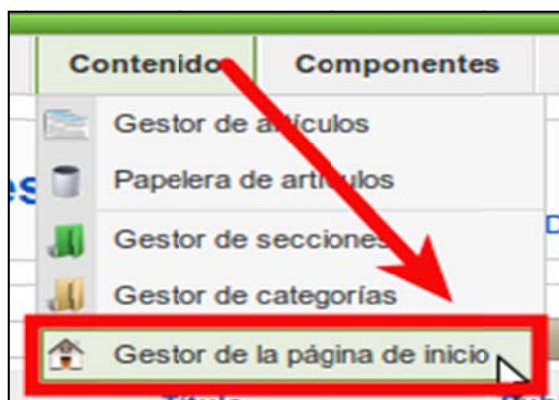 Contenido Componentes
Gestor de artículos
Papelera de artículos
Gestor de secciones
Gestor de categorías
Gestor de la página de inicio